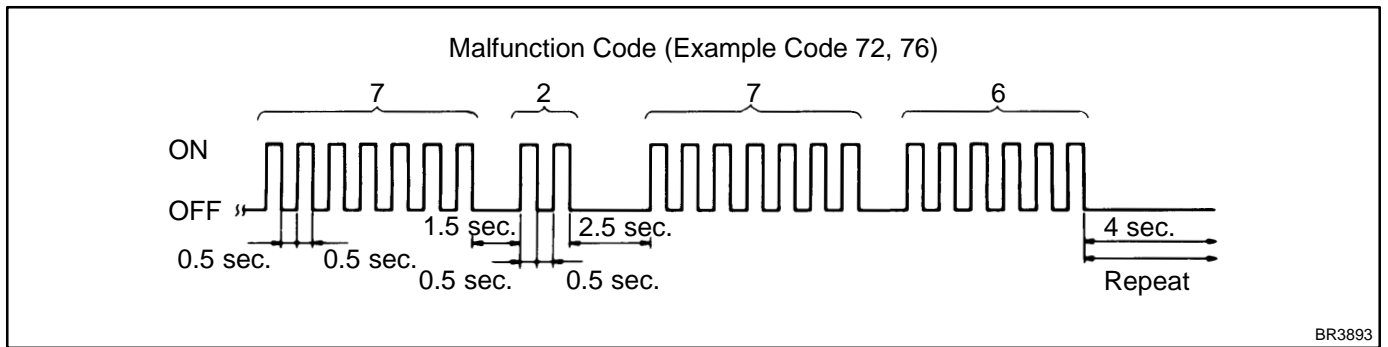 Malfunction Code (Example Code 72, 76)
7 2 7 6
ON
OFF
1.5 sec. 2.5 sec. 4 sec.
0.5 sec. 0.5 sec.
0.5 sec. 0.5 sec. Repeat
BR3893